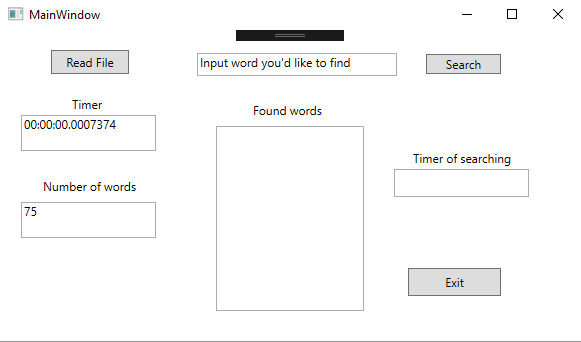 MainWindow
Read File
Input word you'd like to find
Search
Timer
00:00:00.0007374
Found words
Timer of searching
Number of words
75
Exit